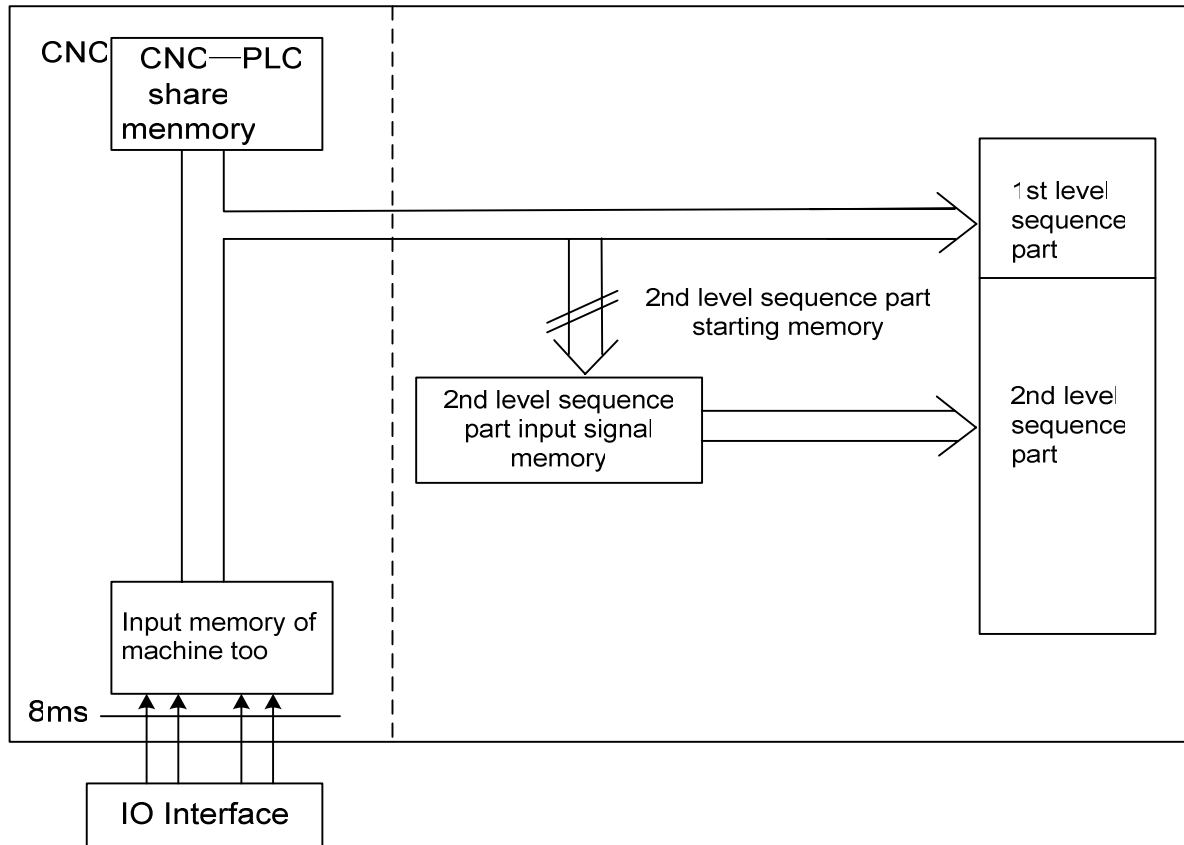 CNC
CNC—PLC
share
menmory
1st level
sequence
part
2nd level sequence part
starting memory
2nd level sequence
part input signal
memory
2nd level
sequence
part
Input memory of
machine too
8ms
IO Interface